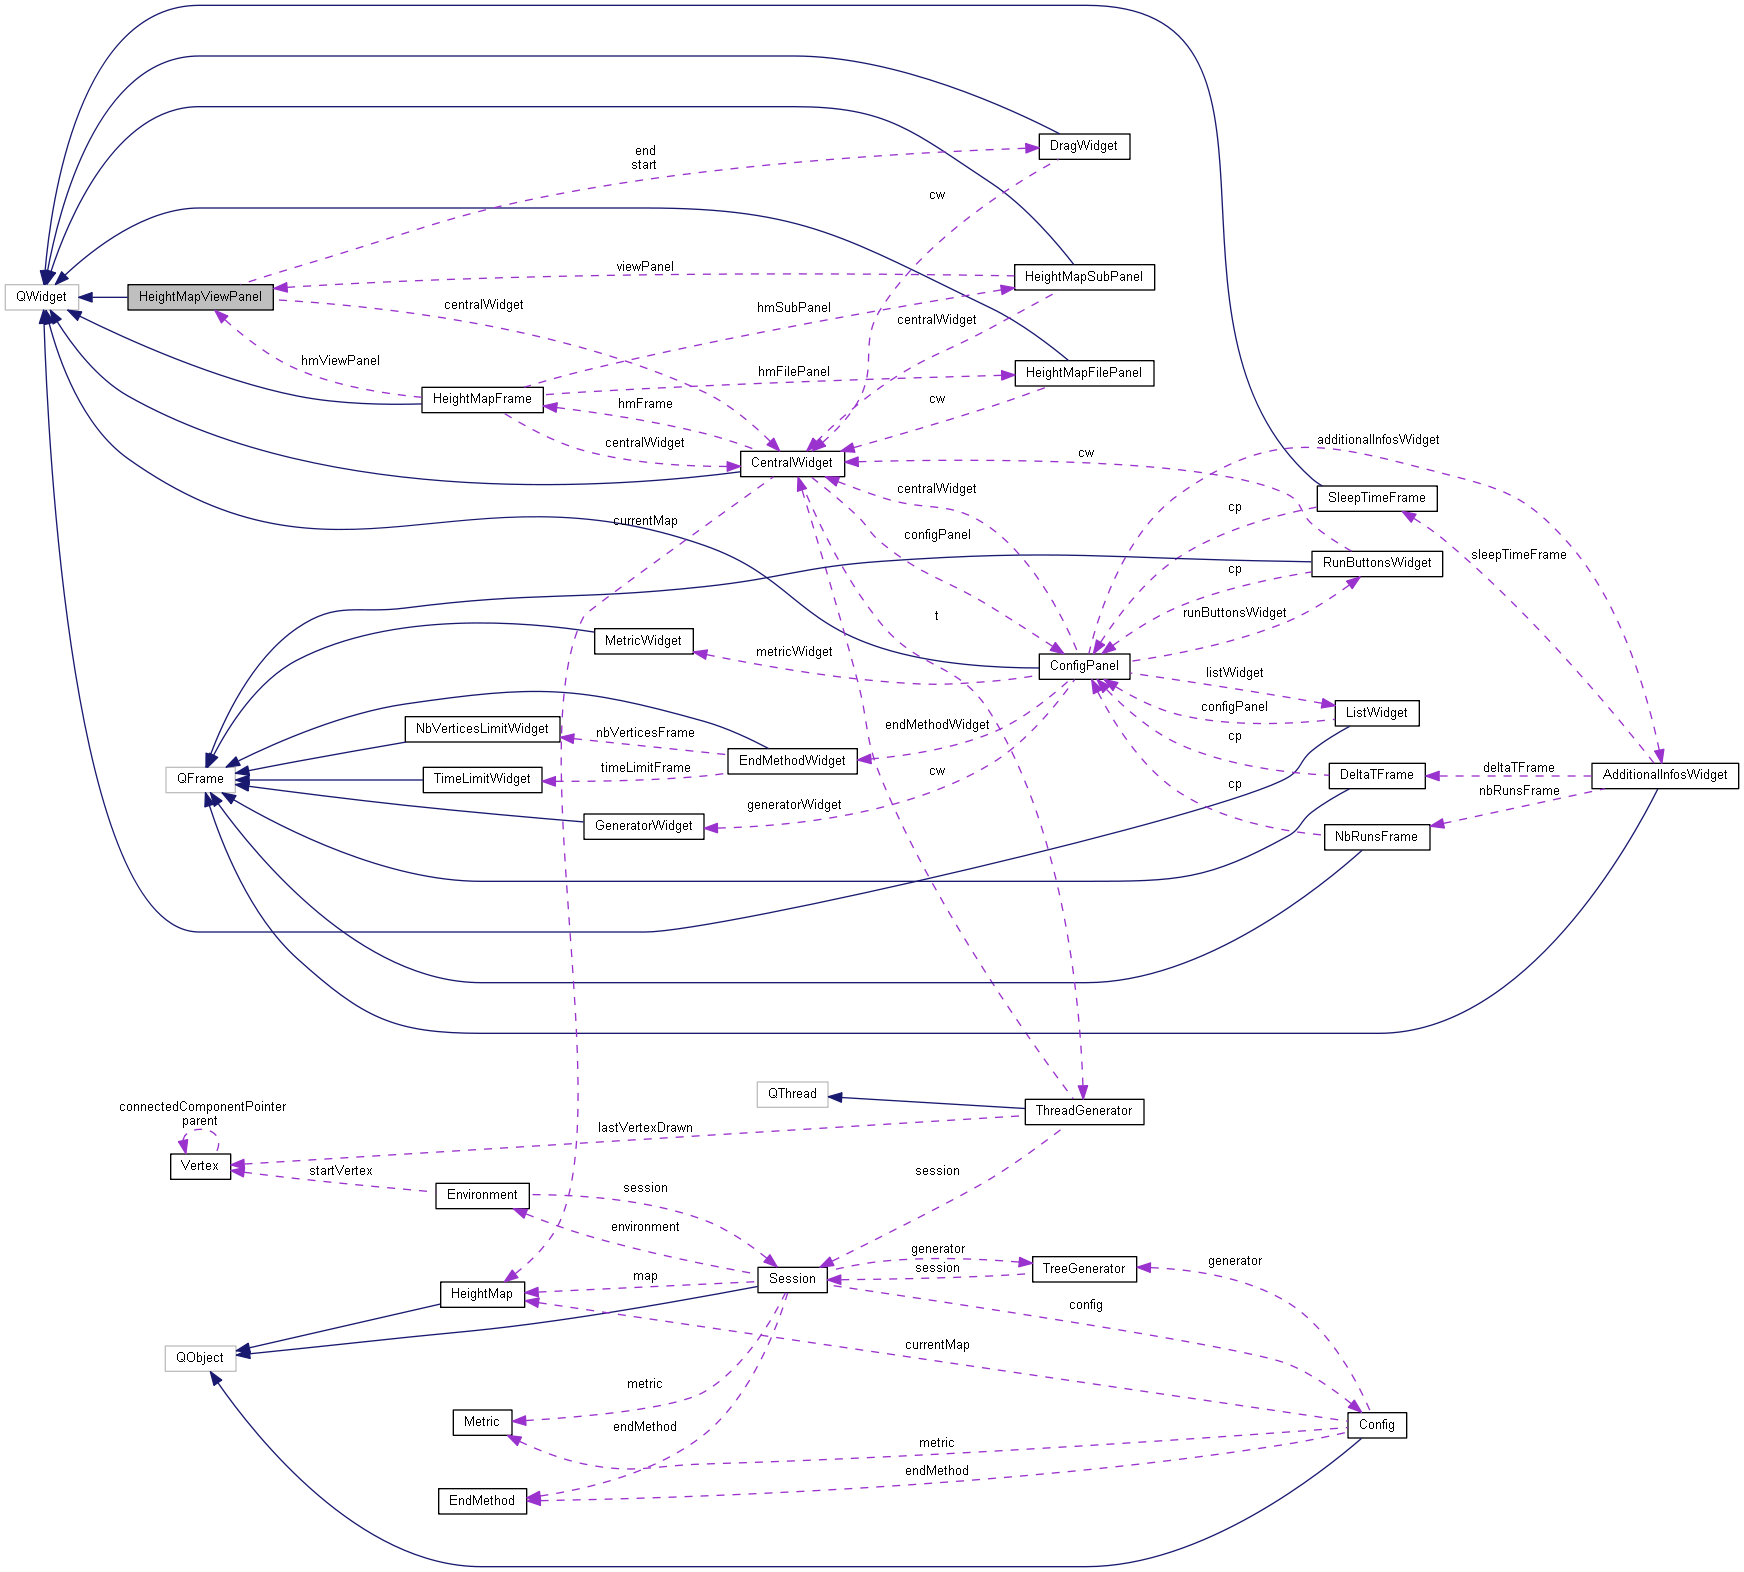 DragWidget
end
start
cw
HeightMapSubPanel
viewPanel
QWidget
HeightMapViewPanel
centralWidget
hmSubPanel
centralWidget
hmViewPanel
hmFilePanel
HeightMapFilePanel
HeightMapFrame
hmFrame
cw
centralWidget
additionalInfosWidget
cw
CentralWidget
centralWidget
SleepTimeFrame
cp
currentMap
configPanel
sleepTimeFrame
RunButtonsWidget
cp
t
runButtonsWidget
MetricWidget
metricWidget
ConfigPanel
listWidget
configPanel
ListWidget
NbVerticesLimitWidget
nbVerticesFrame
endMethodWidget
cp
EndMethodWidget
QFrame
TimeLimitWidget
timeLimitFrame
cw
DeltaTFrame
deltaTFrame
AdditionalInfosWidget
cp
nbRunsFrame
generatorWidget
GeneratorWidget
NbRunsFrame
QThread
ThreadGenerator
connectedComponentPointer
parent
lastVertexDrawn
Vertex
startVertex
session
Environment
session
environment
generator
session
generator
TreeGenerator
map
Session
HeightMap
config
currentMap
QObject
metric
Metric
endMethod
Config
metric
endMethod
EndMethod